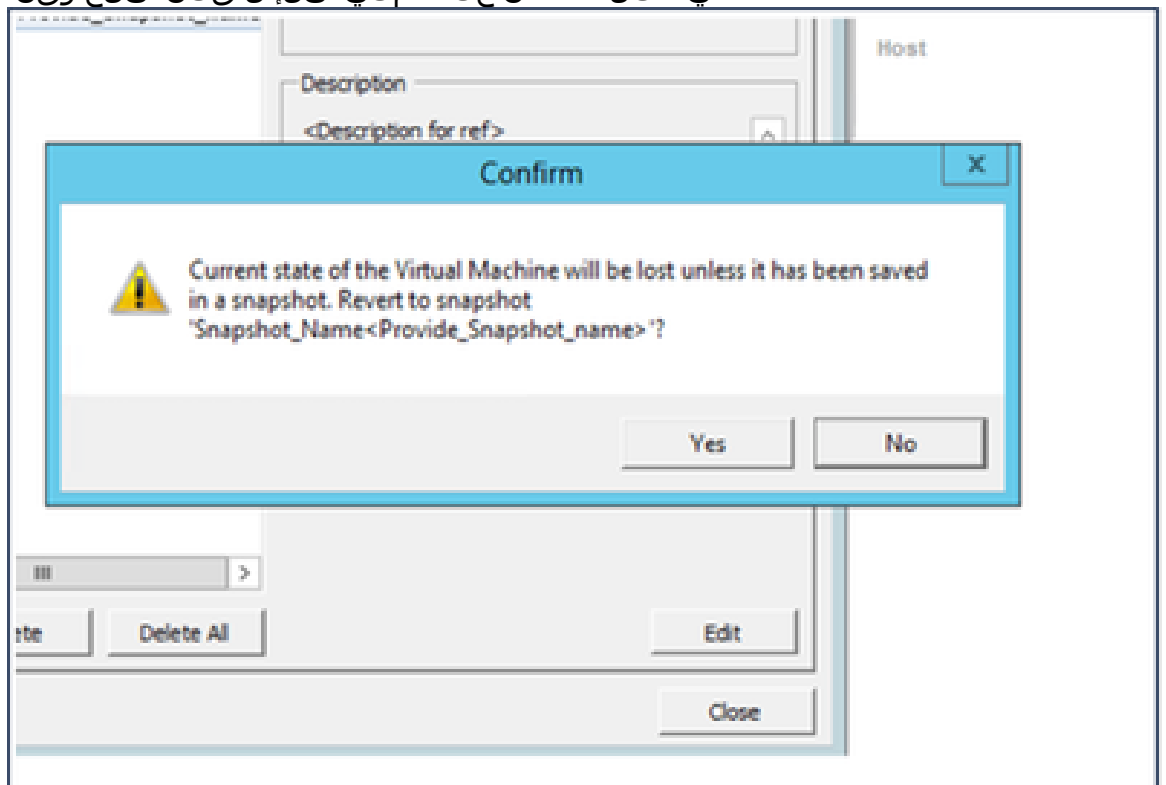 Host
Description
<Description for ref>
Confirm
X
Current state of the Virtual Machine will be lost unless it has been saved
in a snapshot. Revert to snapshot
'Snapshot_Name<Provide_Snapshot_name> '?
Yes
No
ete
Delete All
Edit
Close